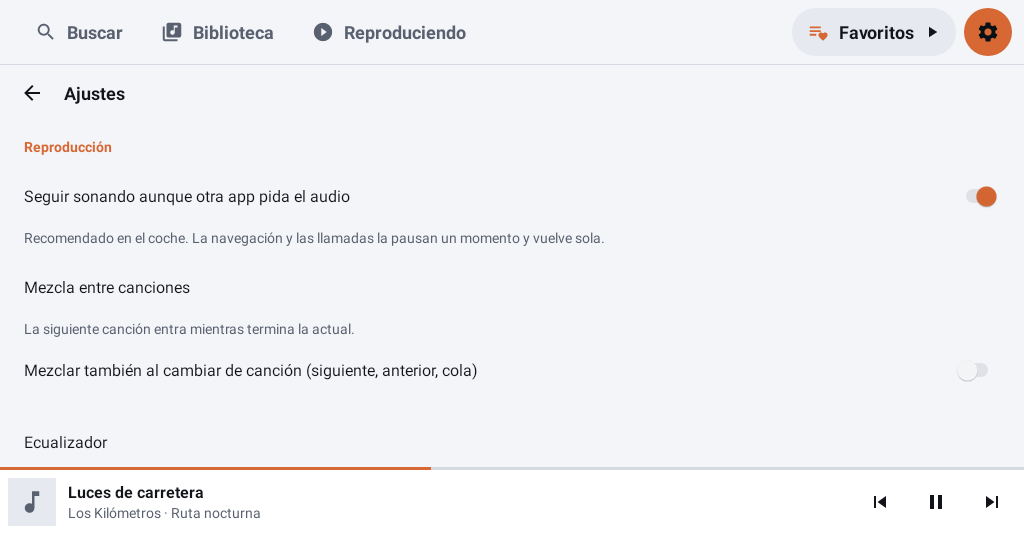 Buscar
Biblioteca
Reproduciendo
Favoritos
Ajustes
Reproducción
Seguir sonando aunque otra app pida el audio
Recomendado en el coche. La navegación y las llamadas la pausan un momento y vuelve sola.
Mezcla entre canciones
La siguiente canción entra mientras termina la actual.
Mezclar también al cambiar de canción (siguiente, anterior, cola)
Ecualizador
Luces de carretera
Los Kilómetros · Ruta nocturna